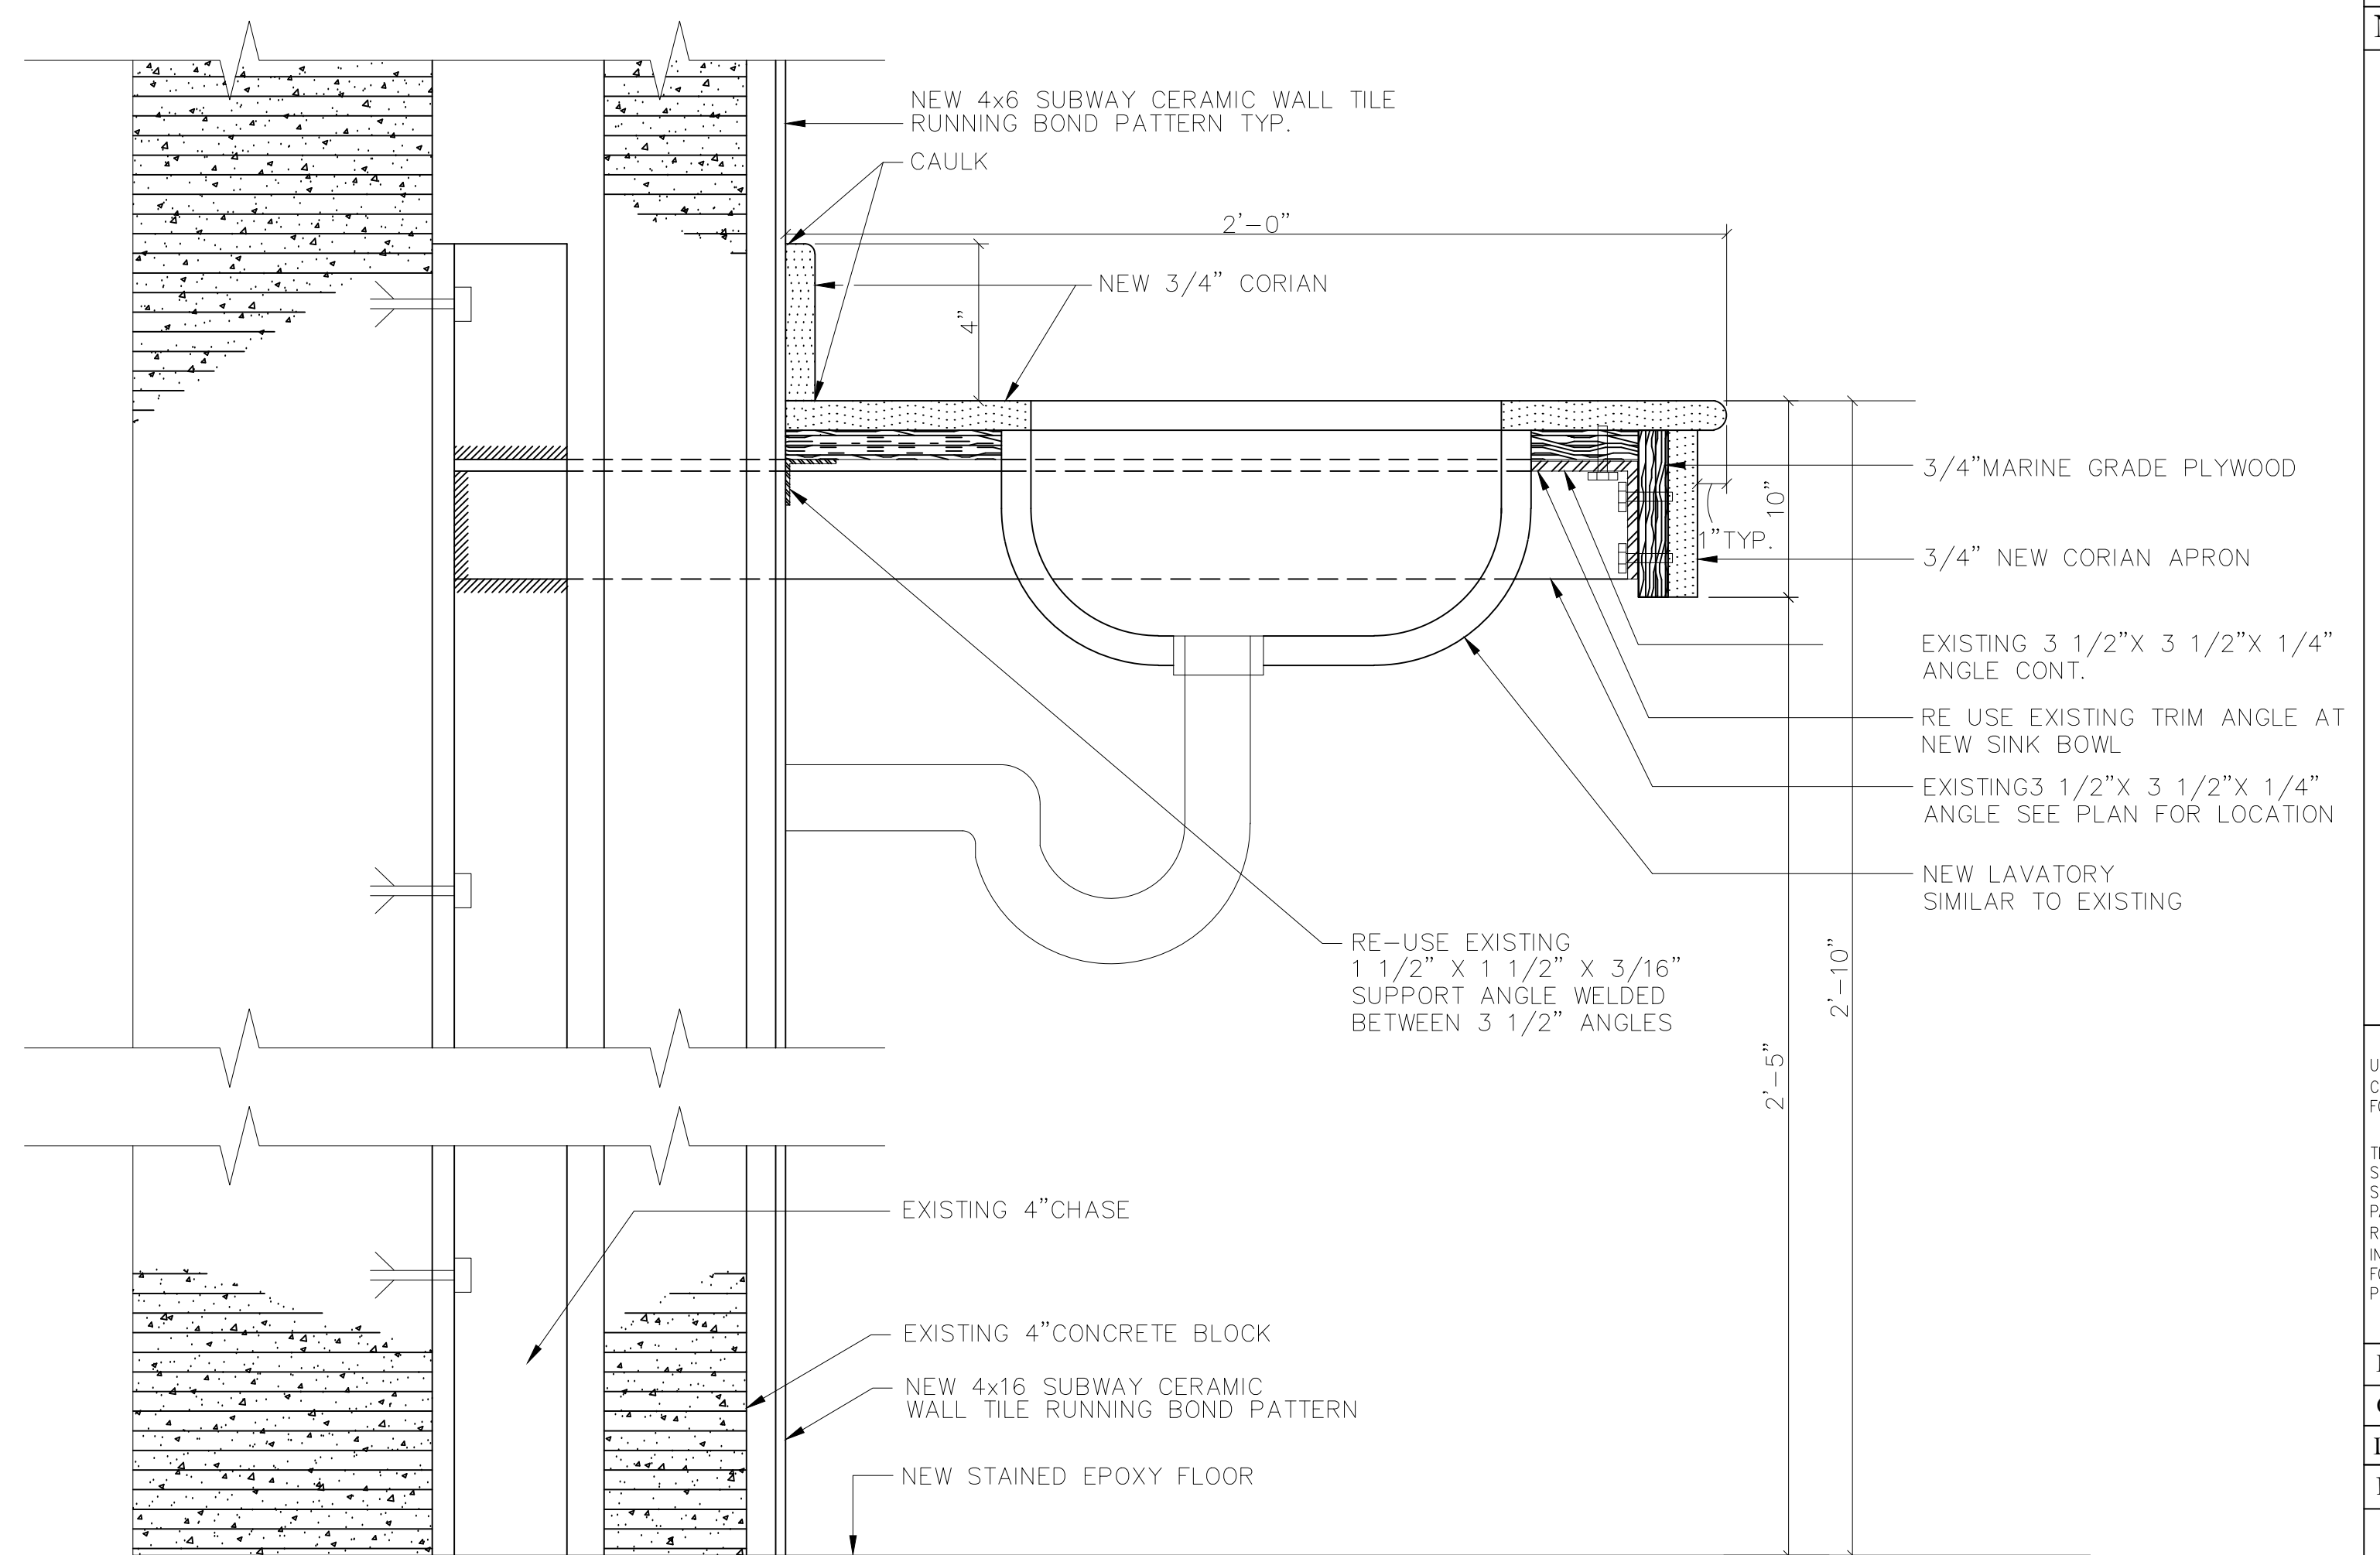 NEW 4x6 SUBWAY CERAMIC WALL TILE
RUNNING BOND PATTERN TYP.
CAULK
2'-0"
NEW 3/4" CORIAN
4"
3/4"MARINE GRADE PLYWOOD
10"
1"TYP.
3/4" NEW CORIAN APRON
EXISTING 3 1/2"X 3 1/2"X 1/4"
ANGLE CONT.
RE USE EXISTING TRIM ANGLE AT
NEW SINK BOWL
EXISTING3 1/2"X 3 1/2"X 1/4"
ANGLE SEE PLAN FOR LOCATION
NEW LAVATORY
SIMILAR TO EXISTING
RE-USE EXISTING
1 1/2" X 1 1/2" X 3/16"
SUPPORT ANGLE WELDED
BETWEEN 3 1/2" ANGLES
2'-10"
2'-5"
EXISTING 4"CHASE
EXISTING 4"CONCRETE BLOCK
NEW 4x16 SUBWAY CERAMIC
WALL TILE RUNNING BOND PATTERN
NEW STAINED EPOXY FLOOR